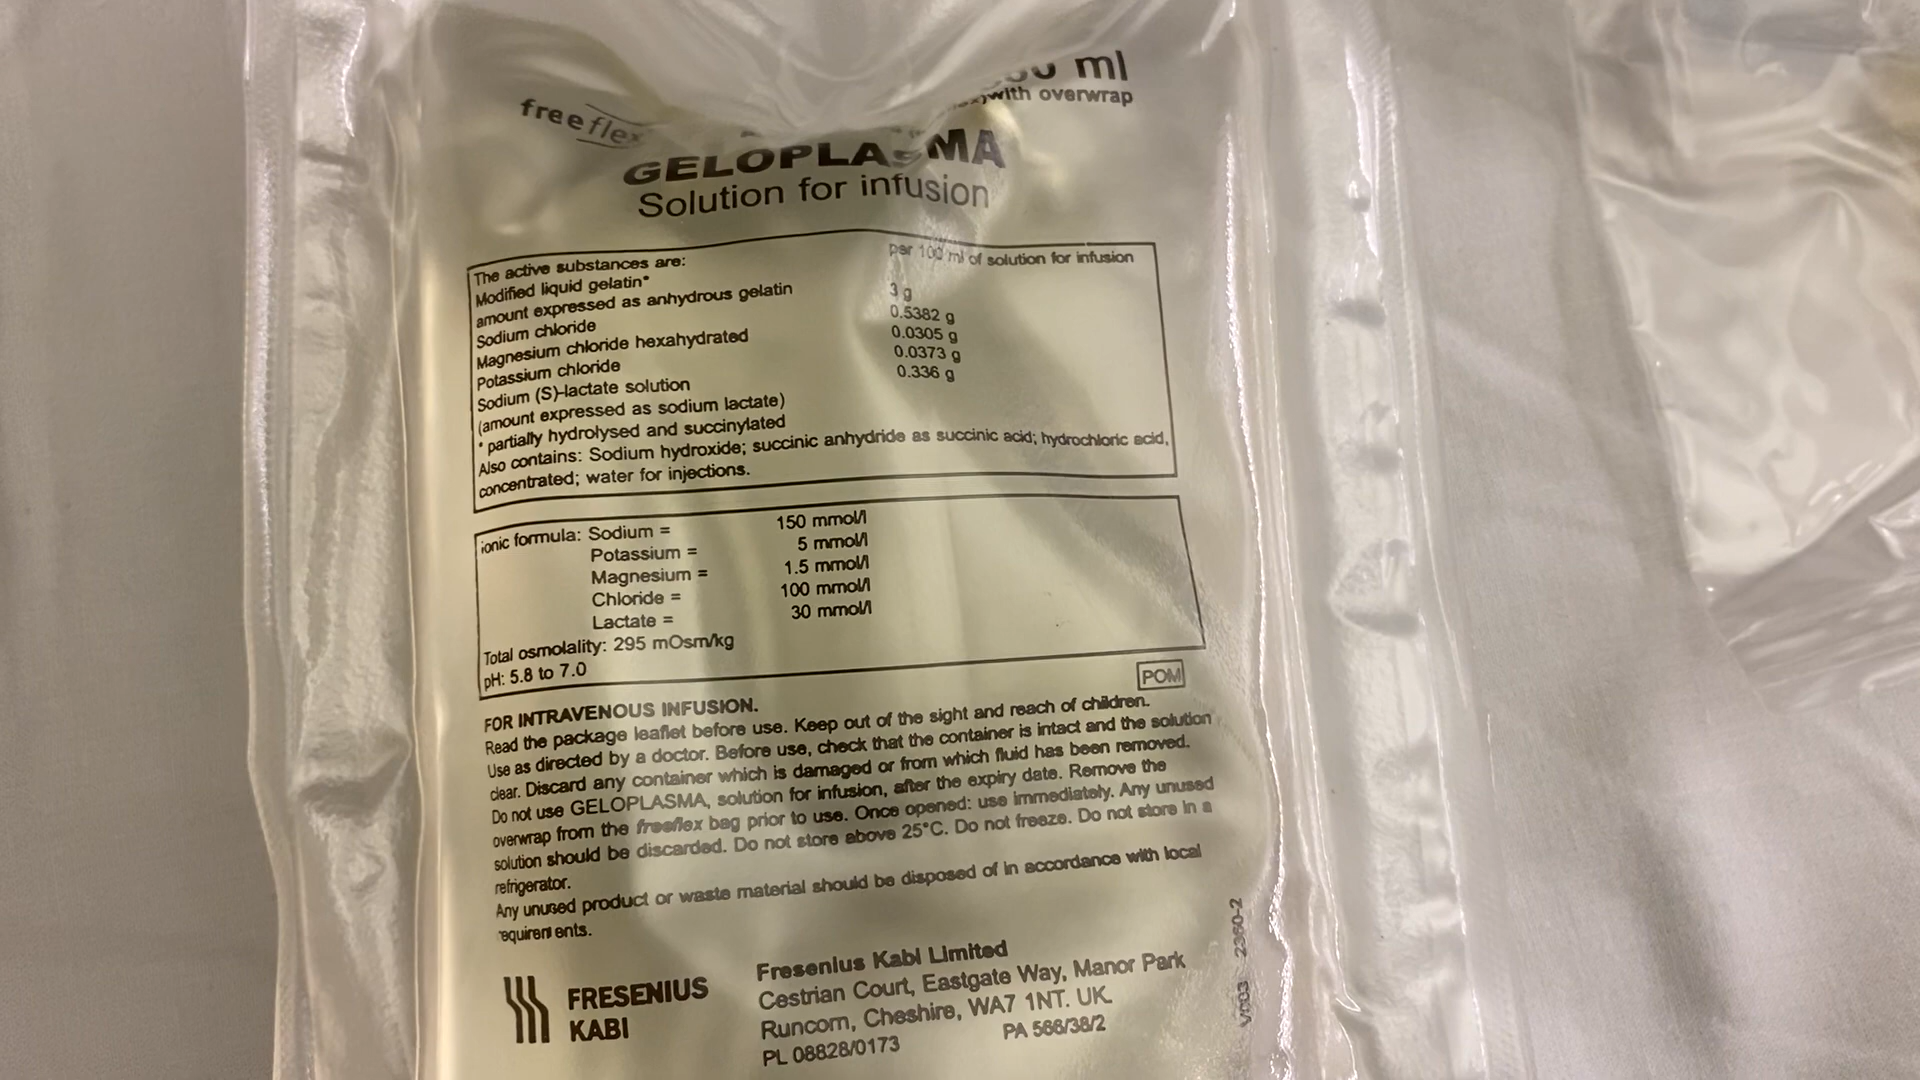 ml
with overwrap
freeflex
GELOPLASMA
Solution for infusion
The active substances are: per 100 ml of solution for infusion
Modified liquid gelatin*
amount expressed as anhydrous gelatin 3 g
Sodium chloride 0.5382 g
Magnesium chloride hexahydrated 0.0305 g
Potassium chloride 0.0373 g
Sodium (S)-lactate solution 0.336 g
(amount expressed as sodium lactate)
* partially hydrolysed and succinylated
Also contains: Sodium hydroxide; succinic anhydride as succinic acid; hydrochloric acid,
concentrated; water for injections.
ionic formula: Sodium = 150 mmol/l
Potassium = 5 mmol/l
Magnesium = 1.5 mmol/l
Chloride = 100 mmol/l
Lactate = 30 mmol/l
Total osmolality: 295 mOsm/kg
pH: 5.8 to 7.0
POM
FOR INTRAVENOUS INFUSION.
Read the package leaflet before use. Keep out of the sight and reach of children.
Use as directed by a doctor. Before use, check that the container is intact and the solution
clear. Discard any container which is damaged or from which fluid has been removed.
Do not use GELOPLASMA, solution for infusion, after the expiry date. Remove the
overwrap from the freeflex bag prior to use. Once opened: use immediately. Any unused
solution should be discarded. Do not store above 25°C. Do not freeze. Do not store in a
refrigerator.
Any unused product or waste material should be disposed of in accordance with local
requirements.
FRESENIUS
KABI
Fresenius Kabi Limited
Cestrian Court, Eastgate Way, Manor Park
Runcorn, Cheshire, WA7 1NT. UK.
PL 08828/0173 PA 566/38/2
V003 2360-2